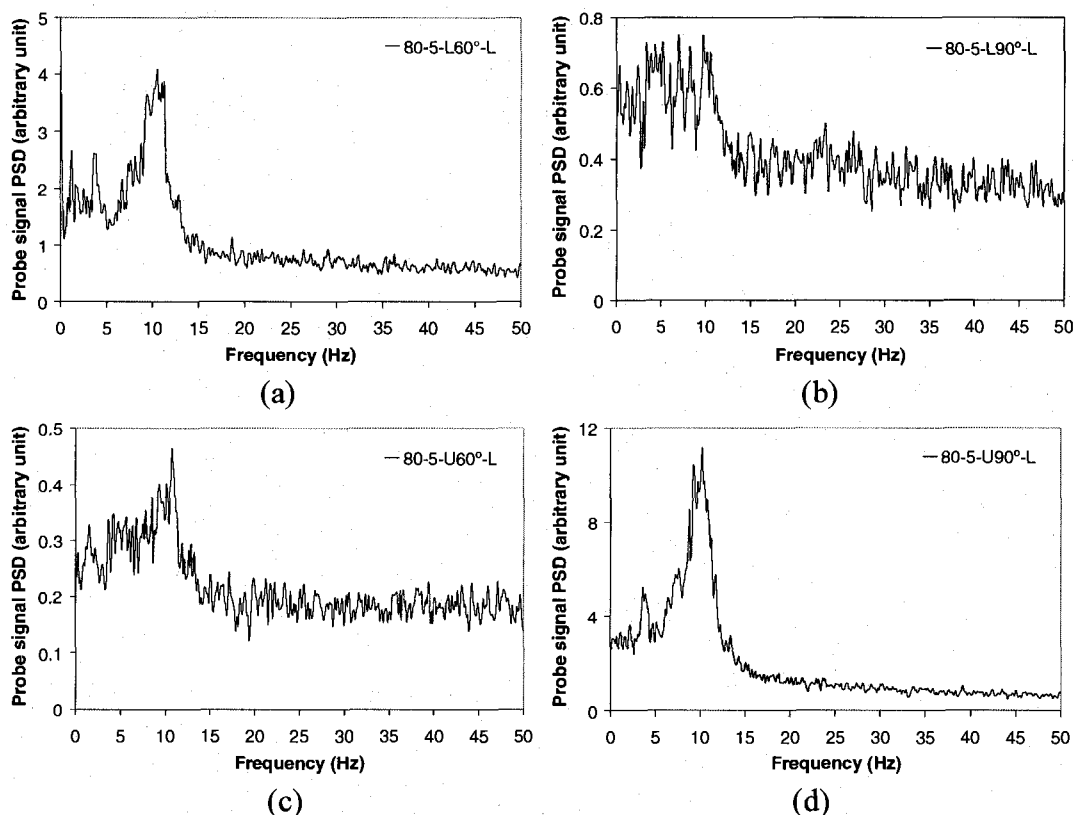 Probe signal PSD (arbitrary unit)
5
4
3
2
1
0
— 80-5-L60°-L
0 5 10 15 20 25 30 35 40 45 50
Frequency (Hz)
(a)
Probe signal PSD (arbitrary unit)
0.8
0.6
0.4
0.2
0
— 80-5-L90°-L
0 5 10 15 20 25 30 35 40 45 50
Frequency (Hz)
(b)
Probe signal PSD (arbitrary unit)
0.5
0.4
0.3
0.2
0.1
0
— 80-5-U60°-L
0 5 10 15 20 25 30 35 40 45 50
Frequency (Hz)
(c)
Probe signal PSD (arbitrary unit)
12
8
4
0
— 80-5-U90°-L
0 5 10 15 20 25 30 35 40 45 50
Frequency (Hz)
(d)